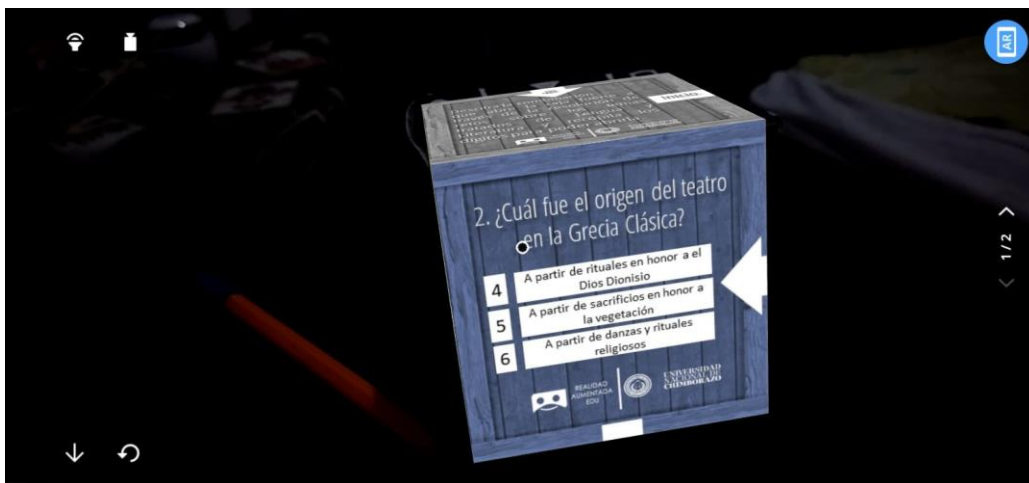 AR
INICIO
2. ¿Cuál fue el origen del teatro
en la Grecia Clásica?
4
A partir de rituales en honor a el
Dios Dionisio
5
A partir de sacrificios en honor a
la vegetación
6
A partir de danzas y rituales
religiosos
REALIDAD
AUMENTADA
EDU
UNIVERSIDAD
NACIONAL DE
CHIMBORAZO
1/2